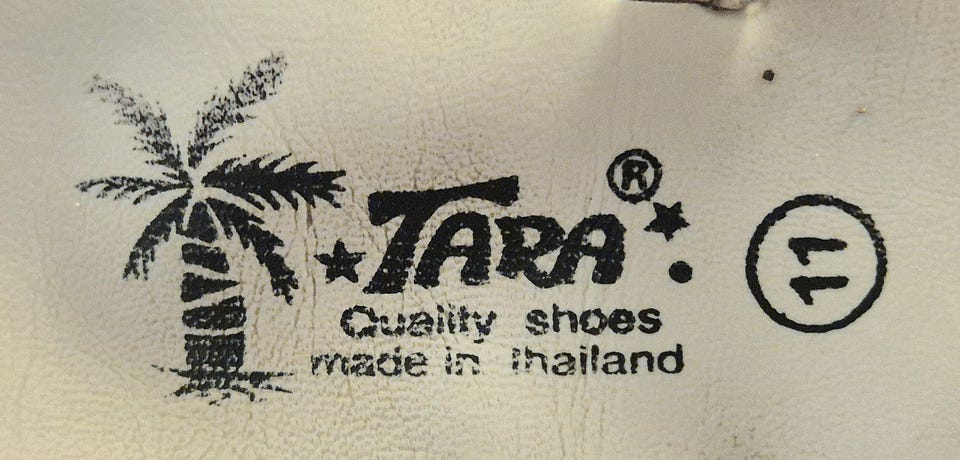 TARA ®
Quality shoes
made in thailand
11